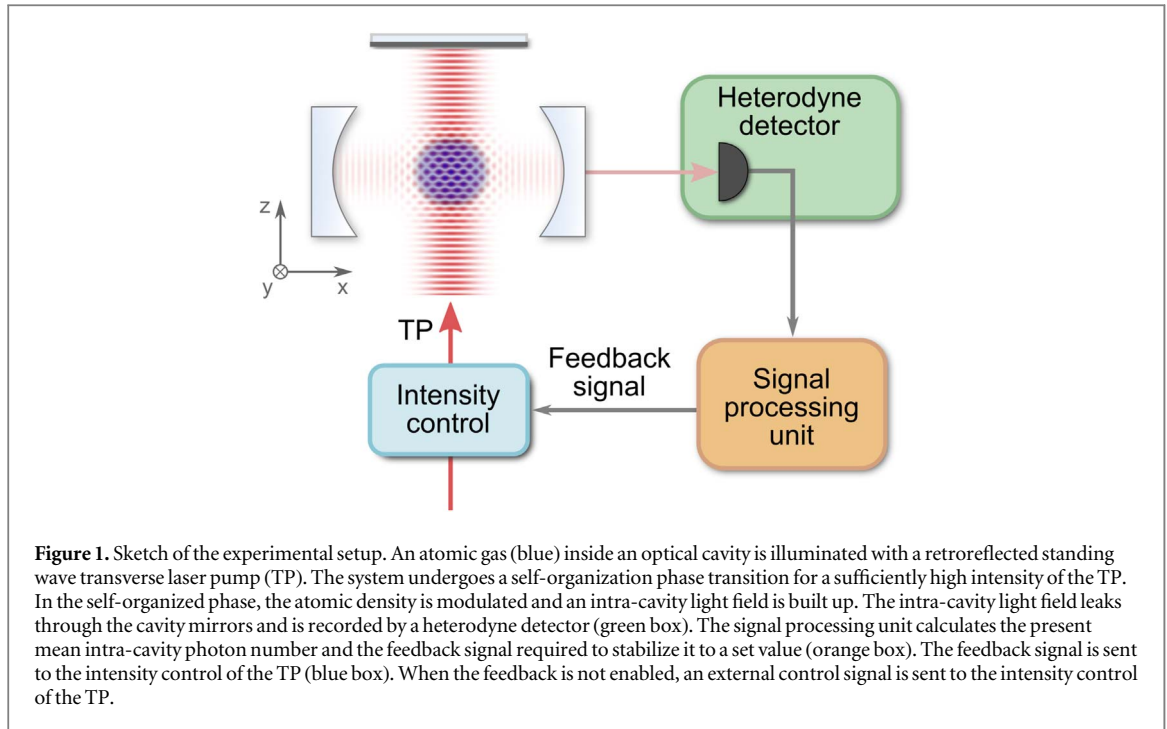 Heterodyne
detector
z
y
x
TP
Feedback
signal
Intensity
control
Signal
processing
unit
Figure 1. Sketch of the experimental setup. An atomic gas (blue) inside an optical cavity is illuminated with a retroreflected standing
wave transverse laser pump (TP). The system undergoes a self-organization phase transition for a sufficiently high intensity of the TP.
In the self-organized phase, the atomic density is modulated and an intra-cavity light field is built up. The intra-cavity light field leaks
through the cavity mirrors and is recorded by a heterodyne detector (green box). The signal processing unit calculates the present
mean intra-cavity photon number and the feedback signal required to stabilize it to a set value (orange box). The feedback signal is sent
to the intensity control of the TP (blue box). When the feedback is not enabled, an external control signal is sent to the intensity control
of the TP.